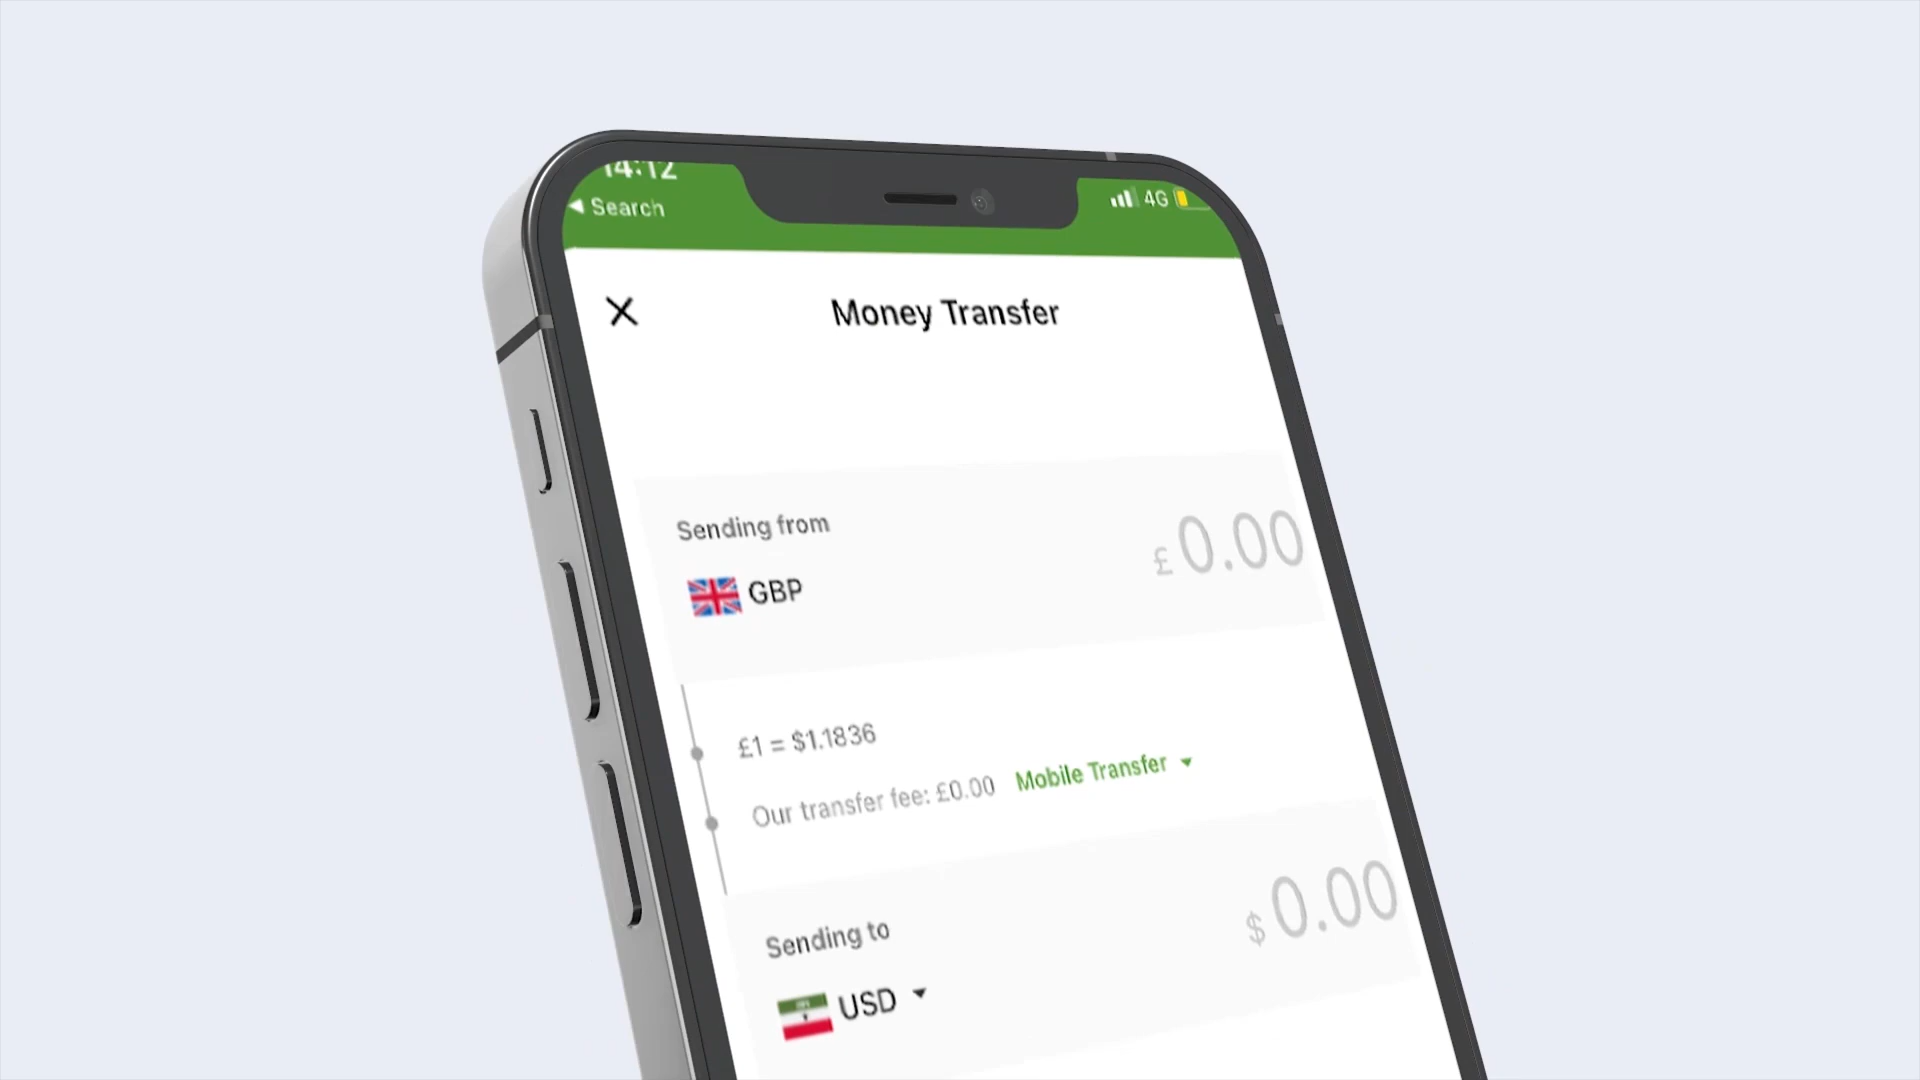 14:12
Search
4G
Money Transfer
Sending from
£0.00
GBP
£1 = $1.1836
Our transfer fee: £0.00 Mobile Transfer
Sending to
$0.00
USD